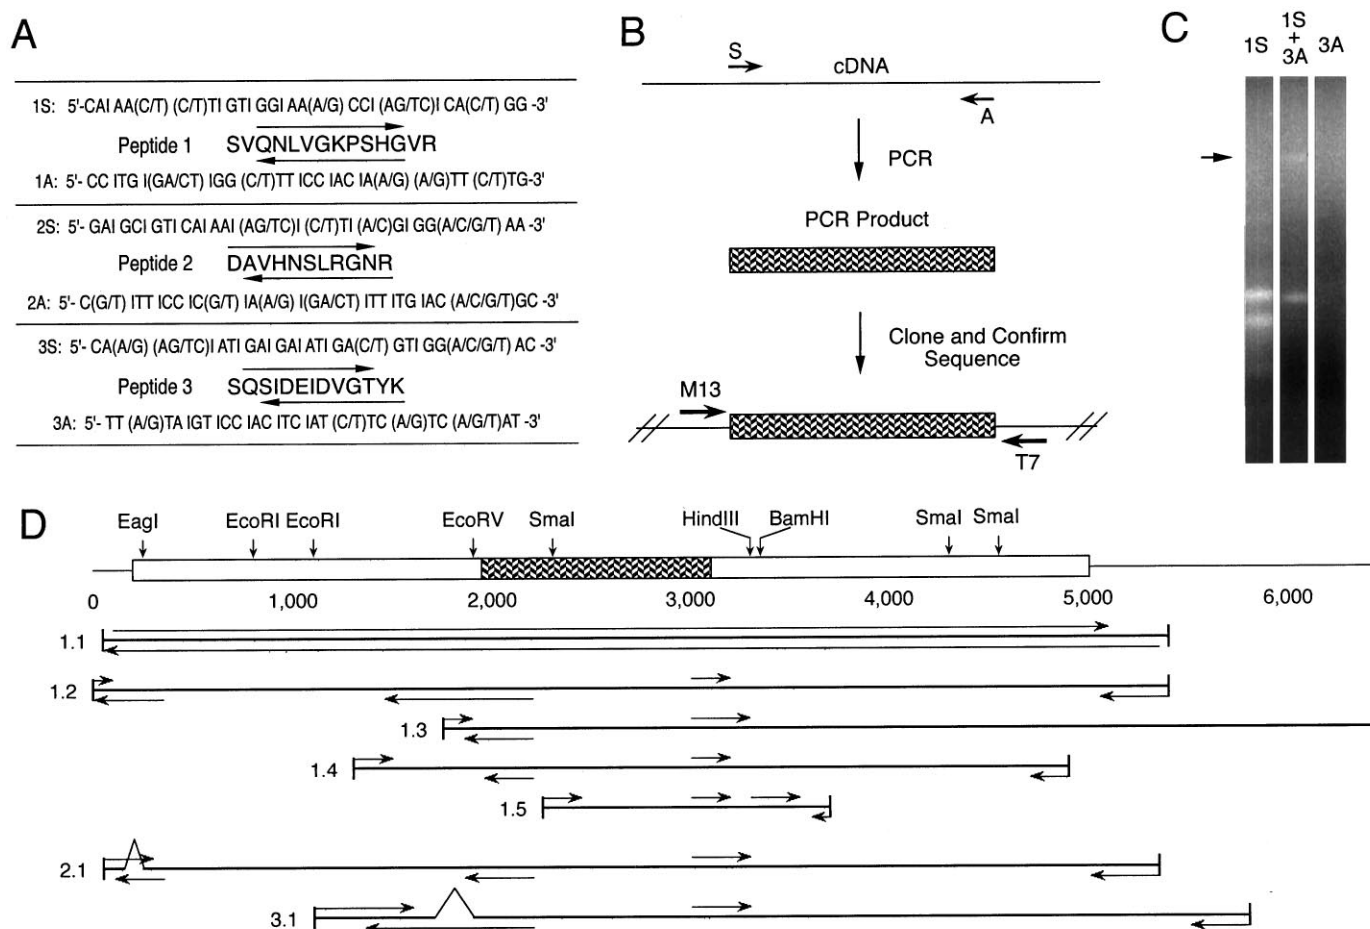 A
1S: 5'-CAI AA(C/T) (C/T)TI GTI GGI AA(A/G) CCI (AG/TC)I CA(C/T) GG -3'
Peptide 1 SVQNLVGKPSHGVR
1A: 5'- CC ITG I(GA/CT) IGG (C/T)TT ICC IAC IA(A/G) (A/G)TT (C/T)TG-3'
2S: 5'- GAI GCI GTI CAI AAI (AG/TC)I (C/T)TI (A/C)GI GG(A/C/G/T) AA -3'
Peptide 2 DAVHNSLRGNR
2A: 5'- C(G/T) ITT ICC IC(G/T) IA(A/G) I(GA/CT) ITT ITG IAC (A/C/G/T)GC -3'
3S: 5'- CA(A/G) (AG/TC)I ATI GAI GAI ATI GA(C/T) GTI GG(A/C/G/T) AC -3'
Peptide 3 SQSIDEIDVGTYK
3A: 5'- TT (A/G)TA IGT ICC IAC ITC IAT (C/T)TC (A/G)TC (A/G/T)AT -3'
B
S
cDNA
A
PCR
PCR Product
Clone and Confirm
Sequence
M13
T7
C
1S
1S
+
3A
3A
D
EagI EcoRI EcoRI EcoRV SmaI HindIII BamHI SmaI SmaI
0 1,000 2,000 3,000 4,000 5,000 6,000
1.1
1.2
1.3
1.4
1.5
2.1
3.1